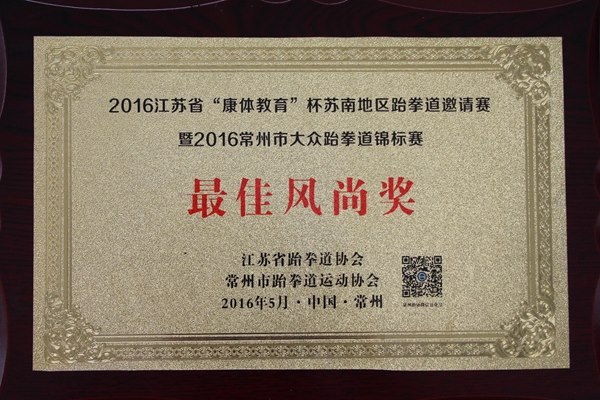 2016江苏省“康体教育”杯苏南地区跆拳道邀请赛
暨2016常州市大众跆拳道锦标赛
最佳风尚奖
江苏省跆拳道协会
常州市跆拳道运动协会
2016年5月·中国·常州